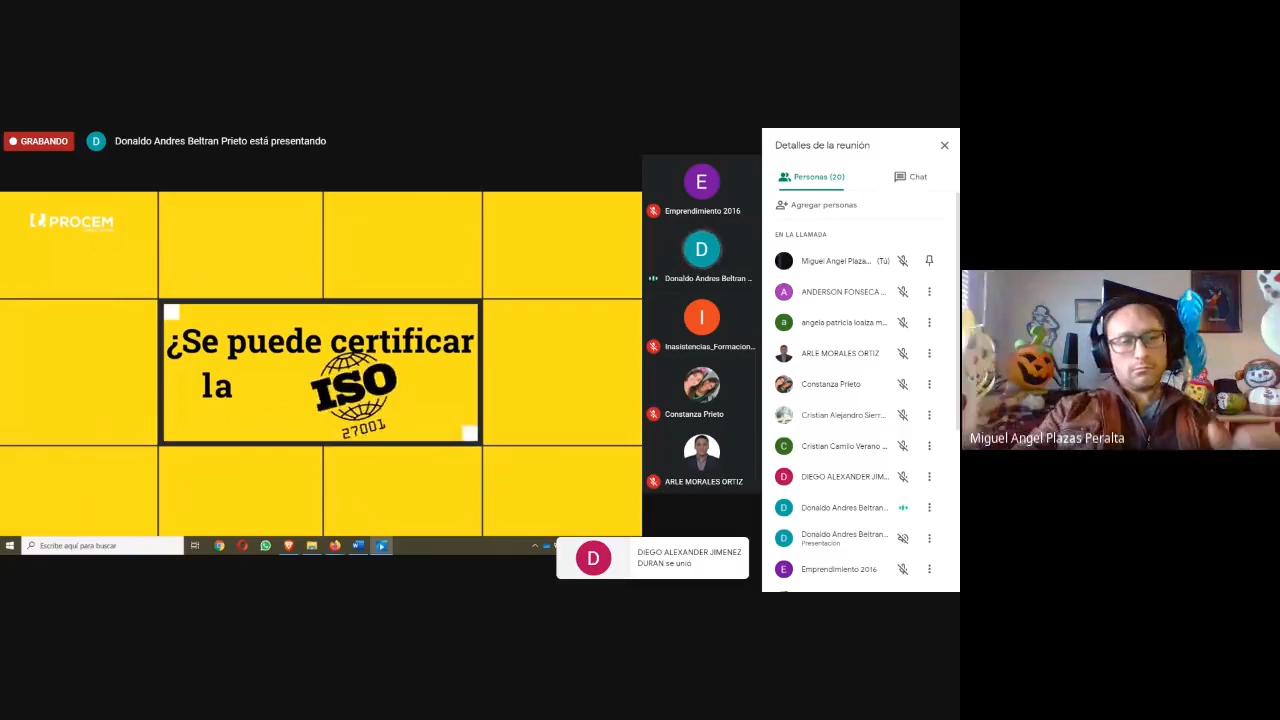 GRABANDO
D
Donaldo Andres Beltran Prieto está presentando
PROCEM
¿Se puede certificar
la
ISO
27001
Escribe aquí para buscar
E
Emprendimiento 2016
D
Donaldo Andres Beltran ...
I
Inasistencias_Formacion...
Constanza Prieto
ARLE MORALES ORTIZ
D
DIEGO ALEXANDER JIMENEZ
DURAN se unió
Detalles de la reunión
Personas (20)
Chat
Agregar personas
EN LA LLAMADA
Miguel Angel Plaza... (Tú)
A
ANDERSON FONSECA ...
a
angela patricia loaiza m...
ARLE MORALES ORTIZ
Constanza Prieto
Cristian Alejandro Sierr...
C
Cristian Camilo Verano ...
D
DIEGO ALEXANDER JIM...
D
Donaldo Andres Beltran...
D
Donaldo Andres Beltran...
Presentación
E
Emprendimiento 2016
Miguel Angel Plazas Peralta